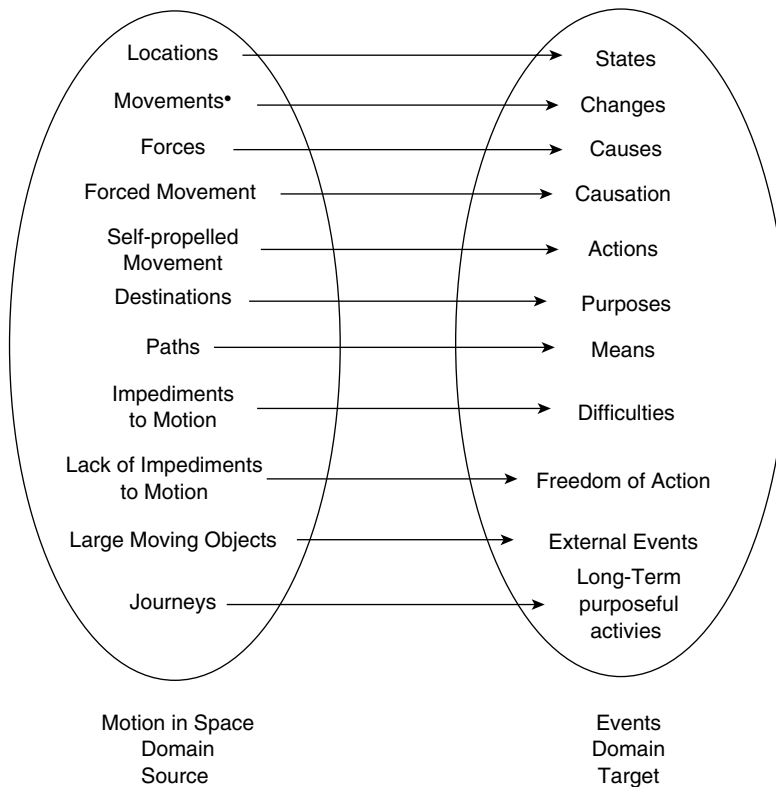 Locations
States
Movements•
Changes
Forces
Causes
Forced Movement
Causation
Self-propelled
Movement
Actions
Destinations
Purposes
Paths
Means
Impediments
to Motion
Difficulties
Lack of Impediments
to Motion
Freedom of Action
Large Moving Objects
External Events
Journeys
Long-Term
purposeful
activies
Motion in Space
Domain
Source
Events
Domain
Target